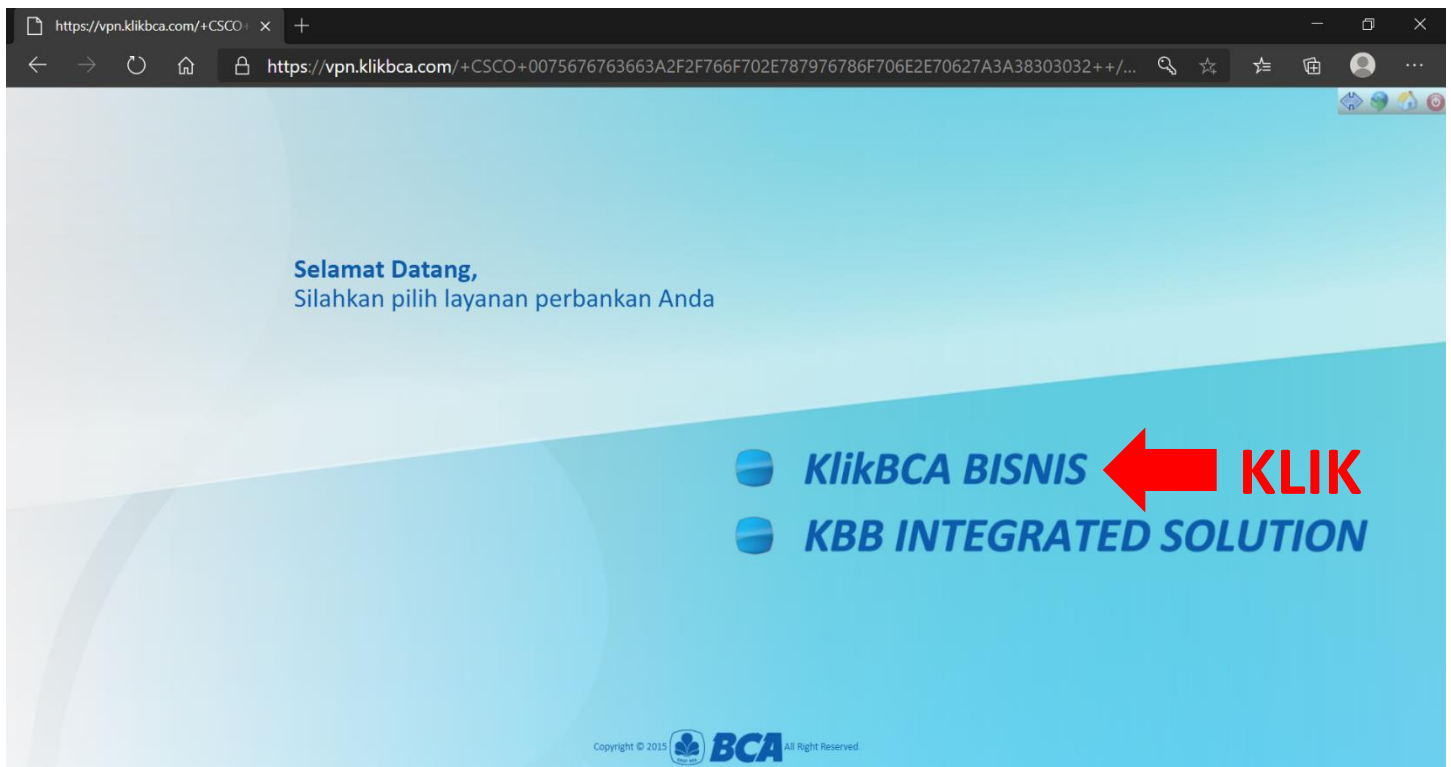 https://vpn.klikbca.com/+CSCO+
https://vpn.klikbca.com/+CSCO+0075676763663A2F2F766F702E787976786F706E2E70627A3A38303032++/...
Selamat Datang,
Silahkan pilih layanan perbankan Anda
KlikBCA BISNIS
KLIK
KBB INTEGRATED SOLUTION
Copyright © 2015 BCA All Right Reserved